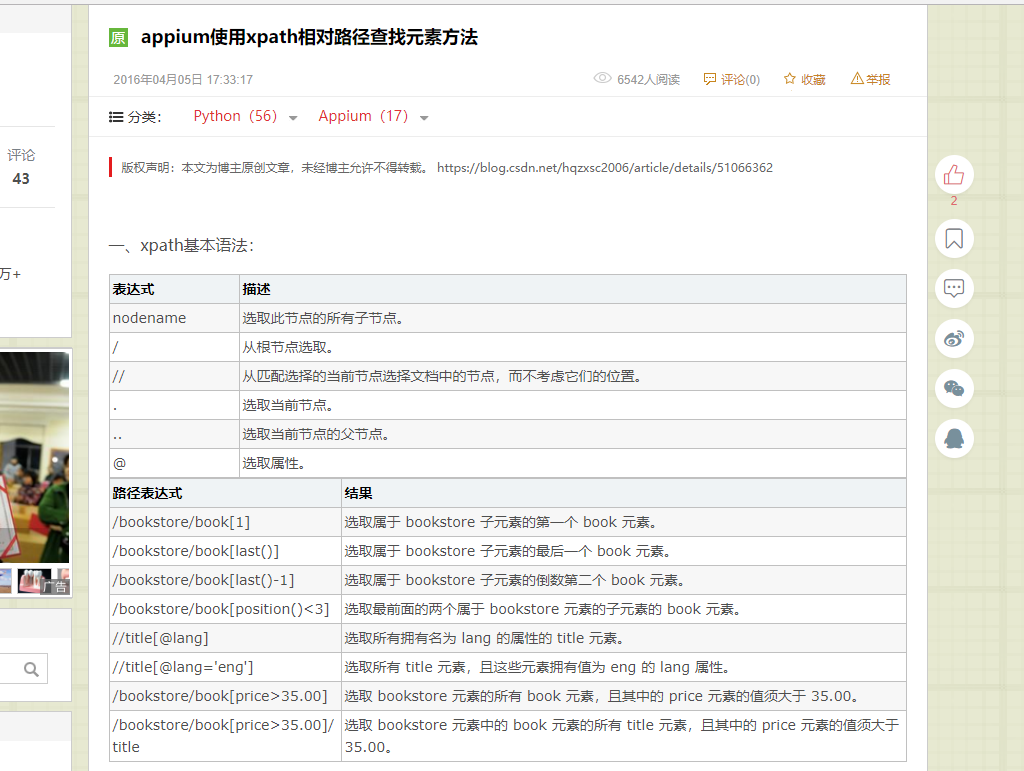 原 appium使用xpath相对路径查找元素方法
2016年04月05日 17:33:17 6542人阅读 评论(0) 收藏 举报
分类： Python（56） Appium（17）
版权声明：本文为博主原创文章，未经博主允许不得转载。 https://blog.csdn.net/hqzxsc2006/article/details/51066362
评论
43
万+
广告
2
一、xpath基本语法：
表达式 描述
nodename 选取此节点的所有子节点。
/ 从根节点选取。
// 从匹配选择的当前节点选择文档中的节点，而不考虑它们的位置。
. 选取当前节点。
.. 选取当前节点的父节点。
@ 选取属性。
路径表达式 结果
/bookstore/book[1] 选取属于 bookstore 子元素的第一个 book 元素。
/bookstore/book[last()] 选取属于 bookstore 子元素的最后一个 book 元素。
/bookstore/book[last()-1] 选取属于 bookstore 子元素的倒数第二个 book 元素。
/bookstore/book[position()<3] 选取最前面的两个属于 bookstore 元素的子元素的 book 元素。
//title[@lang] 选取所有拥有名为 lang 的属性的 title 元素。
//title[@lang='eng'] 选取所有 title 元素，且这些元素拥有值为 eng 的 lang 属性。
/bookstore/book[price>35.00] 选取 bookstore 元素的所有 book 元素，且其中的 price 元素的值须大于 35.00。
/bookstore/book[price>35.00]/ 选取 bookstore 元素中的 book 元素的所有 title 元素，且其中的 price 元素的值须大于
title 35.00。